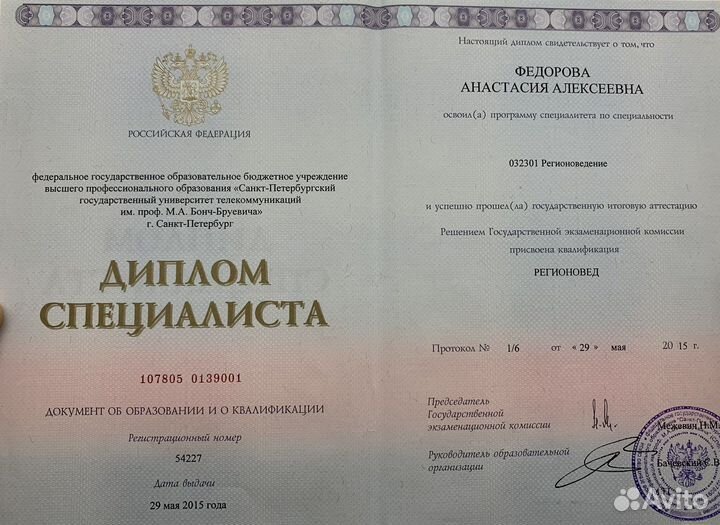 РОССИЙСКАЯ ФЕДЕРАЦИЯ
федеральное государственное образовательное бюджетное учреждение
высшего профессионального образования «Санкт-Петербургский
государственный университет телекоммуникаций
им. проф. М.А. Бонч-Бруевича»
г. Санкт-Петербург
ДИПЛОМ
СПЕЦИАЛИСТА
107805 0139001
ДОКУМЕНТ ОБ ОБРАЗОВАНИИ И О КВАЛИФИКАЦИИ
Регистрационный номер
54227
Дата выдачи
29 мая 2015 года
Настоящий диплом свидетельствует о том, что
ФЕДОРОВА
АНАСТАСИЯ АЛЕКСЕЕВНА
освоил(а) программу специалитета по специальности
032301 Регионоведение
и успешно прошел(ла) государственную итоговую аттестацию
Решением Государственной экзаменационной комиссии
присвоена квалификация
РЕГИОНОВЕД
Протокол № 1/6 от « 29 » мая 2015 г.
Председатель
Государственной
экзаменационной комиссии
Межевич Н.М.
Руководитель образовательной
организации
Бачевский С.В.
Avito